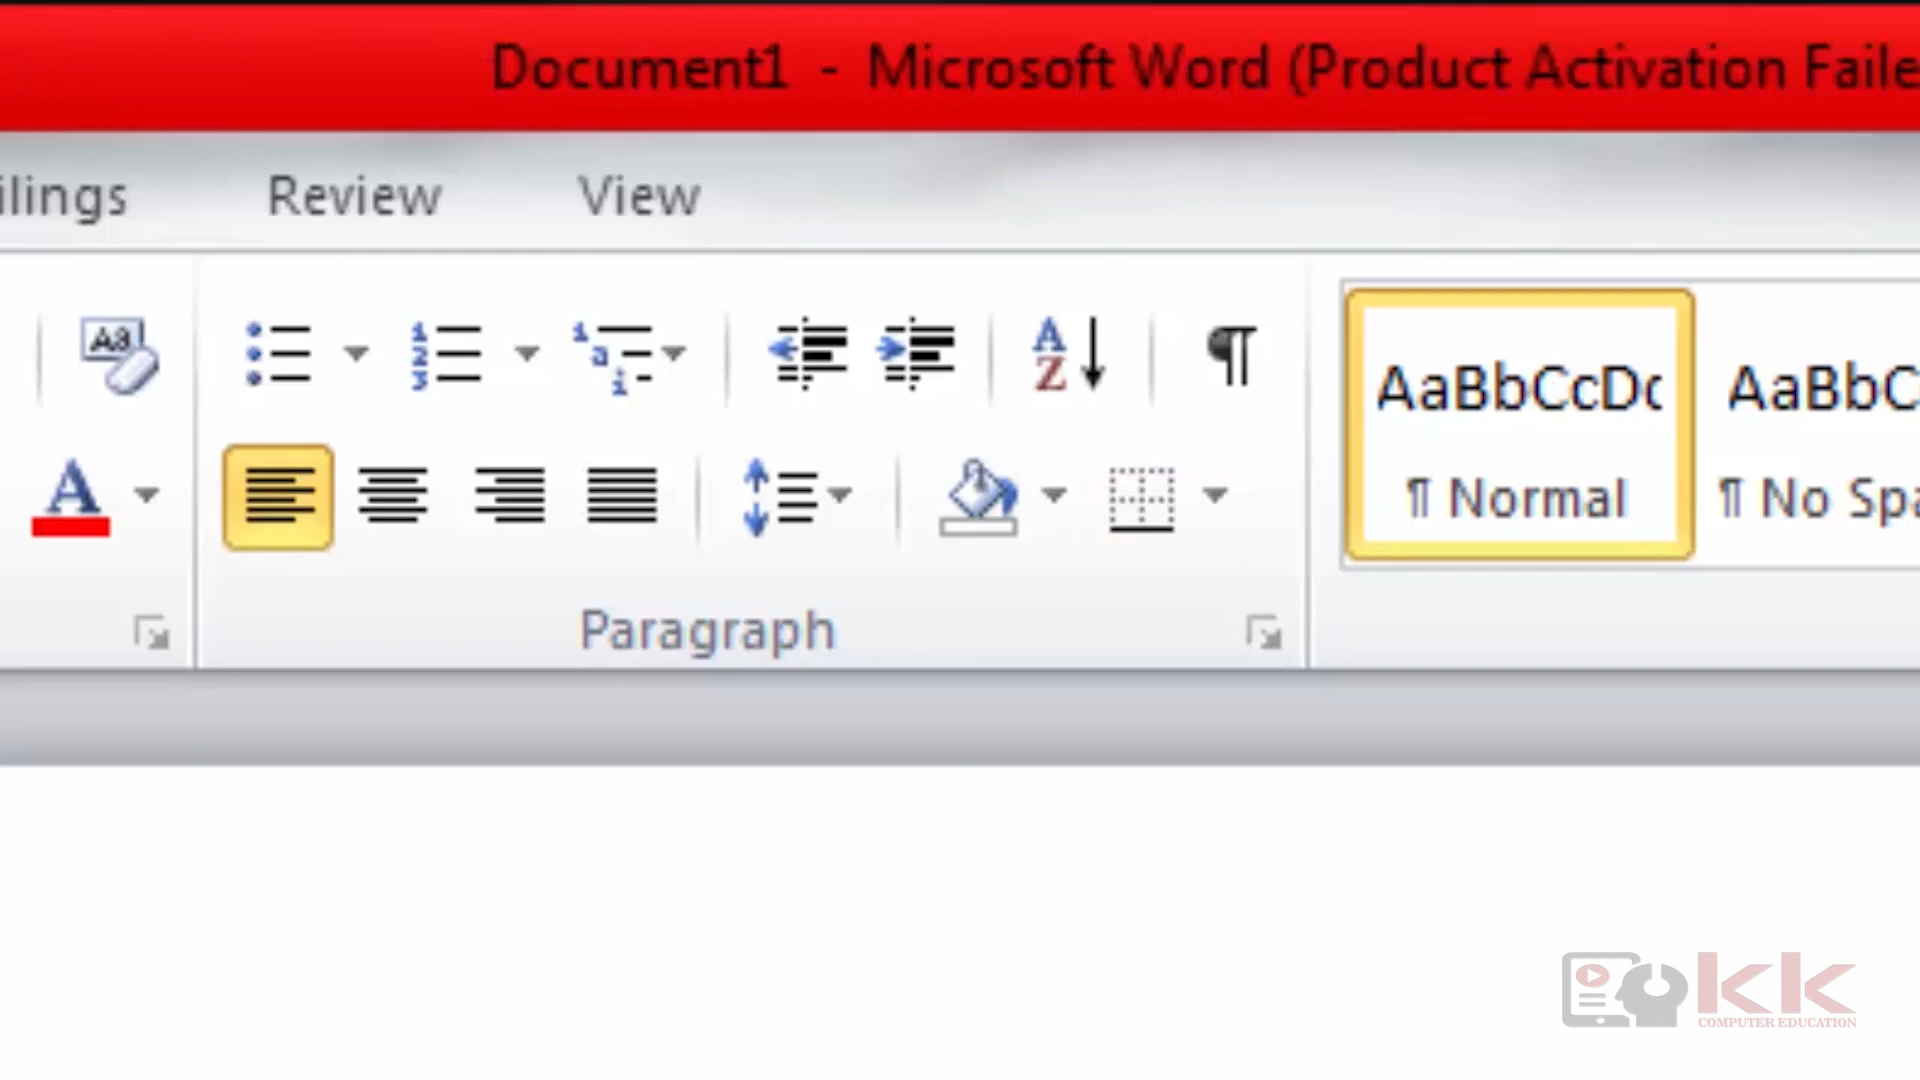 Document1 - Microsoft Word (Product Activation Faile
ilings Review View
AaBbCcDc AaBbC
¶ Normal ¶ No Spa
Paragraph
KK
COMPUTER EDUCATION